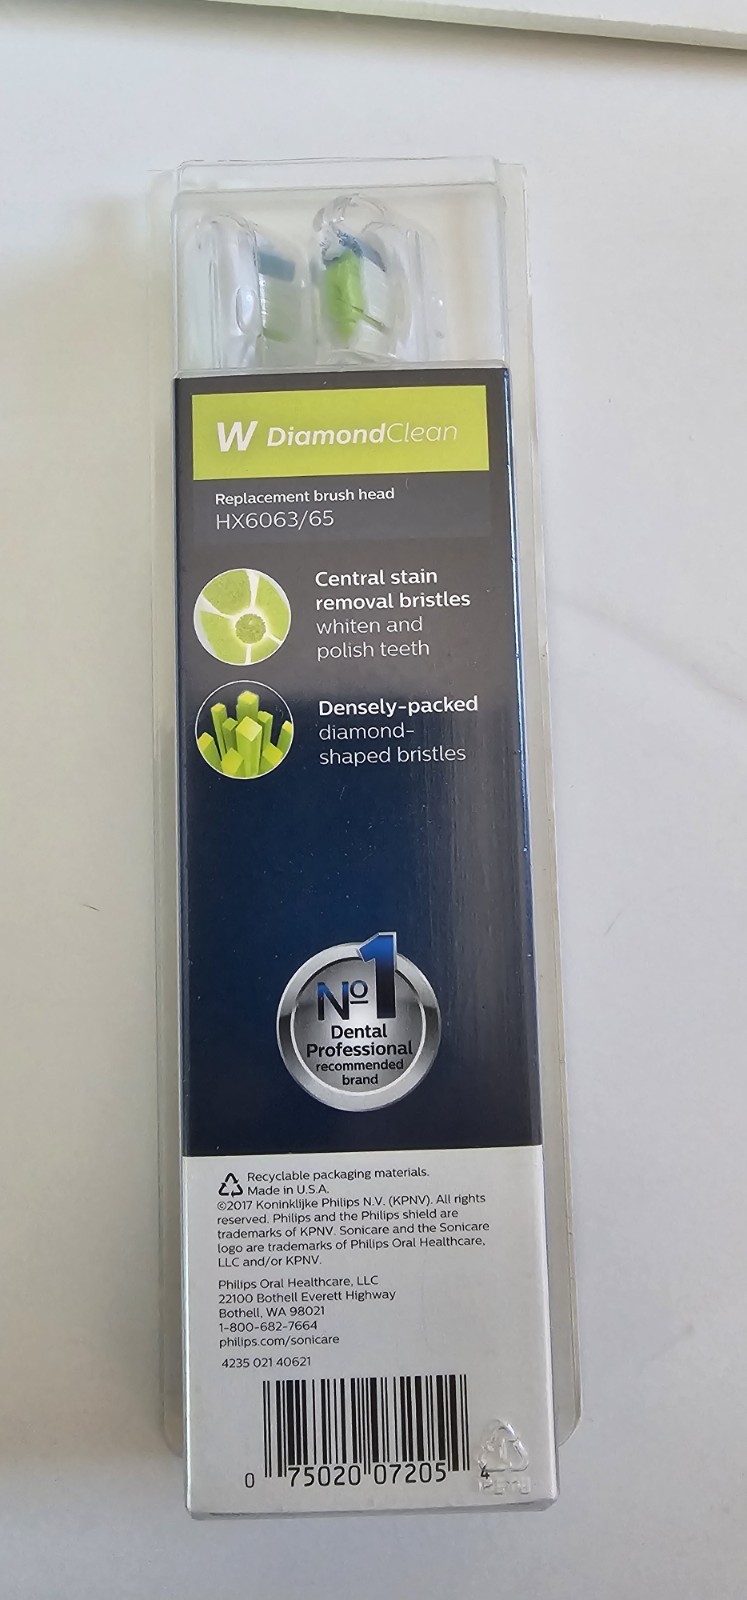 W DiamondClean
Replacement brush head
HX6063/65
Central stain
removal bristles
whiten and
polish teeth
Densely-packed
diamond-
shaped bristles
Nº1
Dental
Professional
recommended
brand
Recyclable packaging materials.
Made in U.S.A.
©2017 Koninklijke Philips N.V. (KPNV). All rights
reserved. Philips and the Philips shield are
trademarks of KPNV. Sonicare and the Sonicare
logo are trademarks of Philips Oral Healthcare,
LLC and/or KPNV.
Philips Oral Healthcare, LLC
22100 Bothell Everett Highway
Bothell, WA 98021
1-800-682-7664
philips.com/sonicare
4235 021 40621
0 75020 07205 4